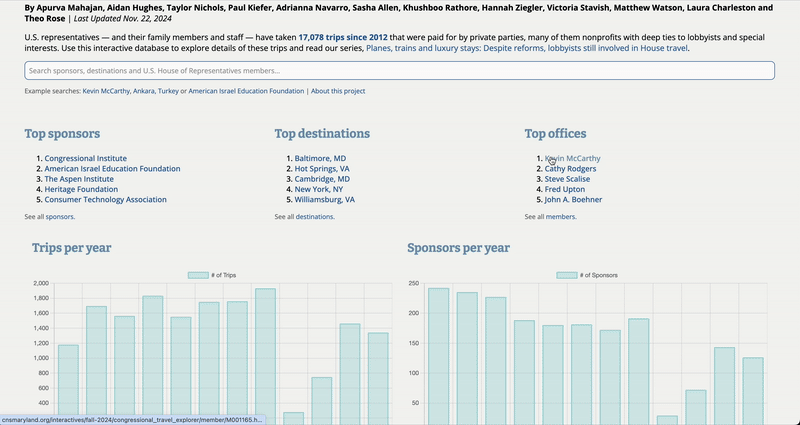 By Apurva Mahajan, Aidan Hughes, Taylor Nichols, Paul Kiefer, Adrianna Navarro, Sasha Allen, Khushboo Rathore, Hannah Ziegler, Victoria Stavish, Matthew Watson, Laura Charleston and
Theo Rose | Last Updated Nov. 22, 2024
U.S. representatives — and their family members and staff — have taken 17,078 trips since 2012 that were paid for by private parties, many of them nonprofits with deep ties to lobbyists and special
interests. Use this interactive database to explore details of these trips and read our series, Planes, trains and luxury stays: Despite reforms, lobbyists still involved in House travel.
Search sponsors, destinations and U.S. House of Representatives members...
Example searches: Kevin McCarthy, Ankara, Turkey or American Israel Education Foundation | About this project
Top sponsors
1. Congressional Institute
2. American Israel Education Foundation
3. The Aspen Institute
4. Heritage Foundation
5. Consumer Technology Association
See all sponsors.
Top destinations
1. Baltimore, MD
2. Hot Springs, VA
3. Cambridge, MD
4. New York, NY
5. Williamsburg, VA
See all destinations.
Top offices
1. Kevin McCarthy
2. Cathy Rodgers
3. Steve Scalise
4. Fred Upton
5. John A. Boehner
See all members.
Trips per year
# of Trips
2,000
1,800
1,600
1,400
1,200
1,000
800
600
400
Sponsors per year
# of Sponsors
250
200
150
100
50
cnsmaryland.org/interactives/fall-2024/congressional_travel_explorer/member/M001165.h...